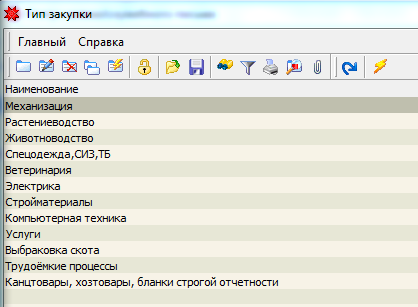 Тип закупки
Главный Справка
Наименование
Механизация
Растениеводство
Животноводство
Спецодежда,СИЗ,ТБ
Ветеринария
Электрика
Стройматериалы
Компьютерная техника
Услуги
Выбраковка скота
Трудоёмкие процессы
Канцтовары, хозтовары, бланки строгой отчетности